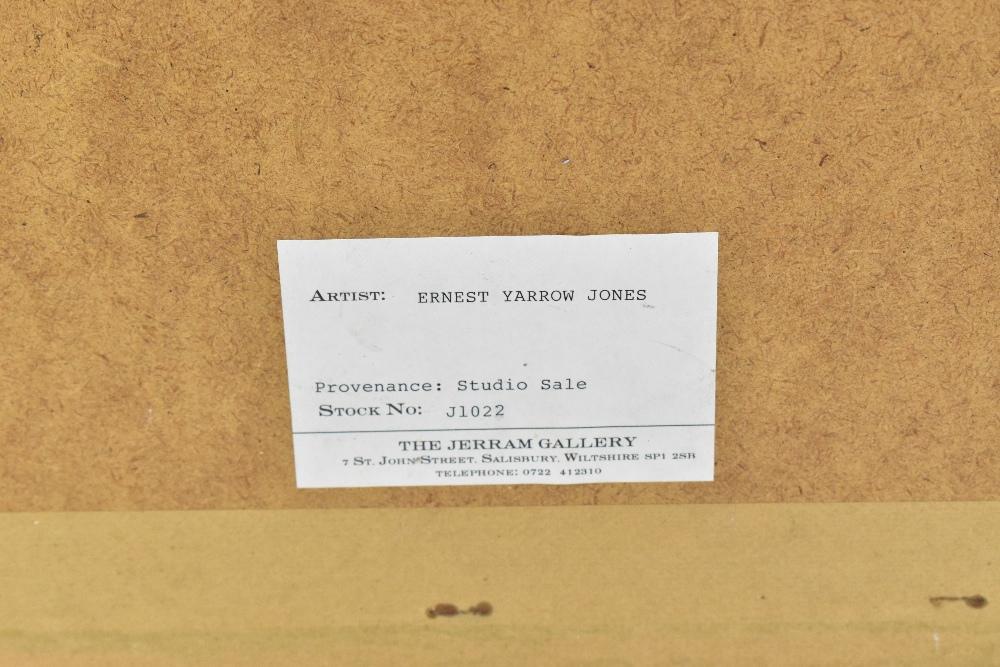 ARTIST: ERNEST YARROW JONES
Provenance: Studio Sale
STOCK NO: J1022
THE JERRAM GALLERY
7 ST. JOHN STREET, SALISBURY, WILTSHIRE SP1 2SB
TELEPHONE: 0722 412310